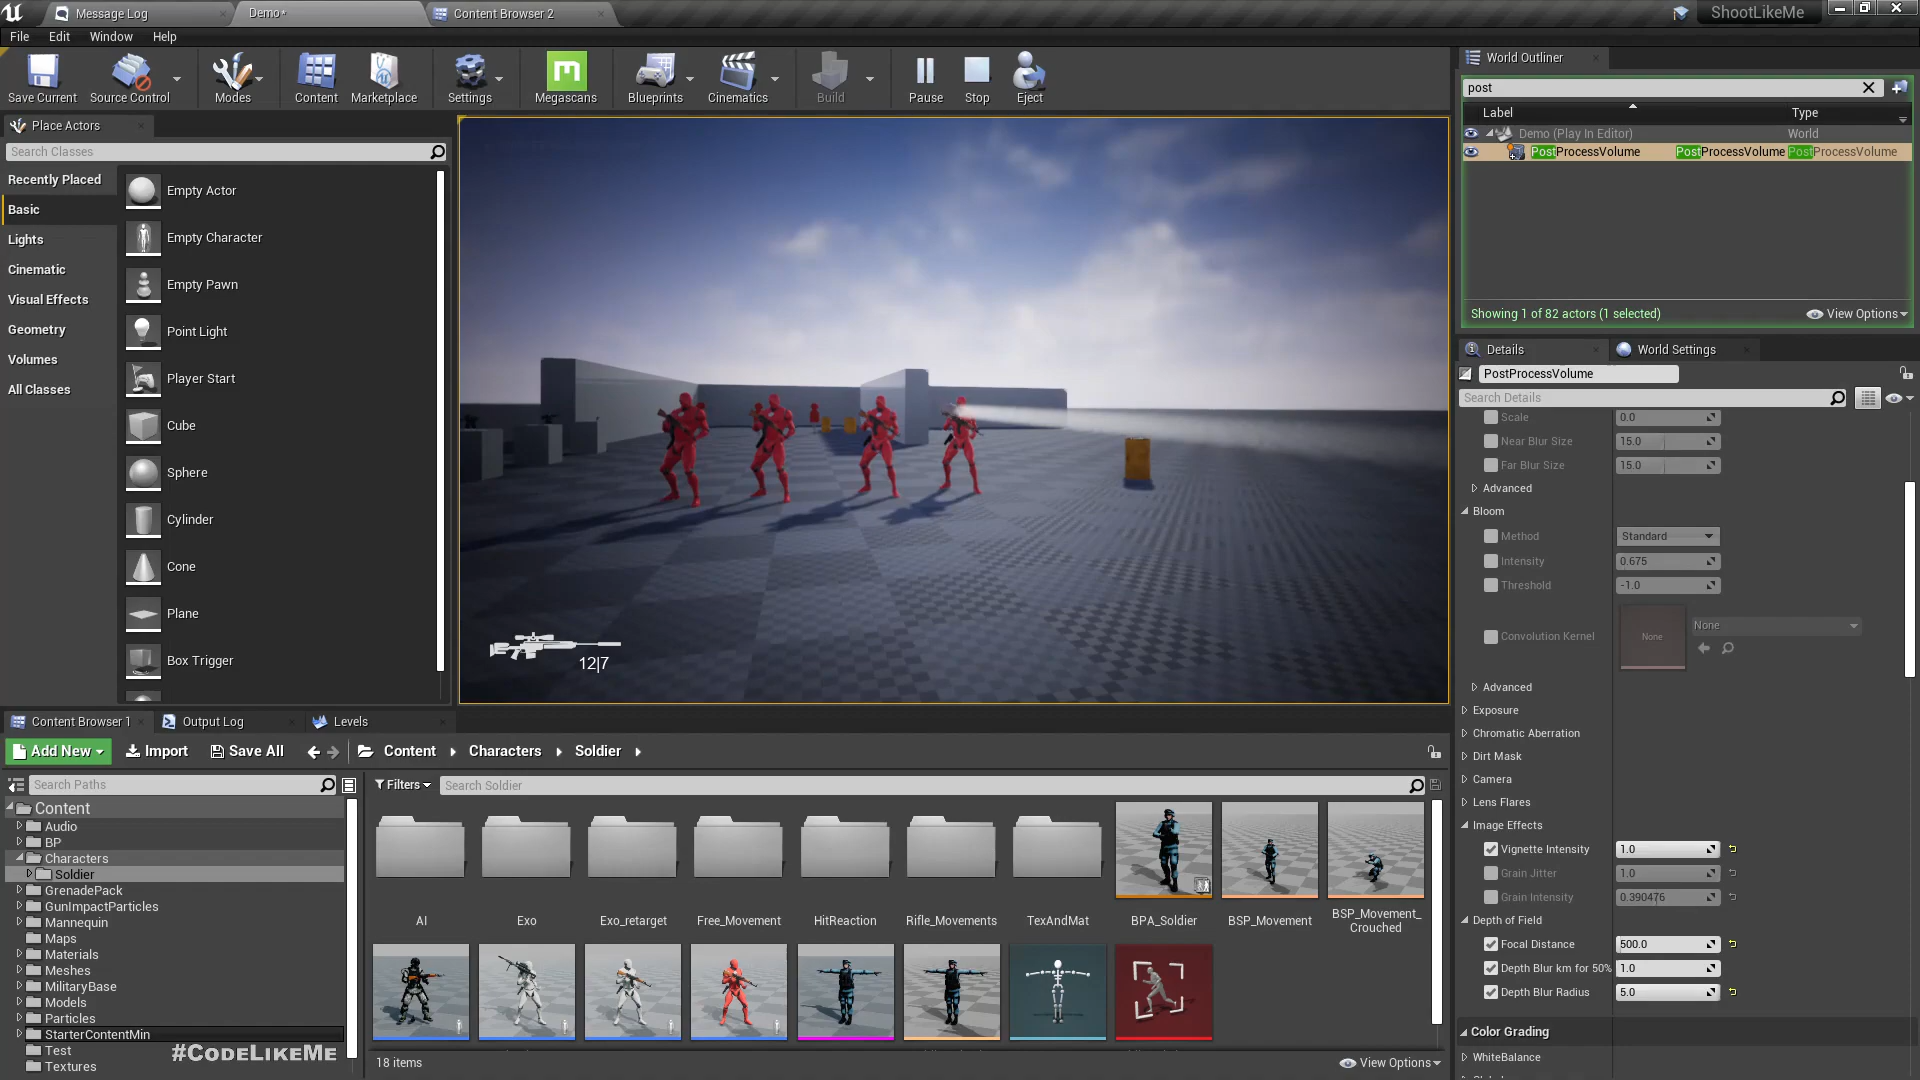 Message Log
Demo*
Content Browser 2
ShootLikeMe
File
Edit
Window
Help
Save Current
Source Control
Modes
Content
Marketplace
Settings
Megascans
Blueprints
Cinematics
Build
Pause
Stop
Eject
World Outliner
post
Label
Type
Demo (Play In Editor)
World
PostProcessVolume
PostProcessVolume
PostProcessVolume
Showing 1 of 82 actors (1 selected)
View Options
Place Actors
Search Classes
Recently Placed
Basic
Lights
Cinematic
Visual Effects
Geometry
Volumes
All Classes
Empty Actor
Empty Character
Empty Pawn
Point Light
Player Start
Cube
Sphere
Cylinder
Cone
Plane
Box Trigger
12|7
Details
World Settings
PostProcessVolume
Search Details
Scale
0.0
Near Blur Size
15.0
Far Blur Size
15.0
Advanced
Bloom
Method
Standard
Intensity
0.675
Threshold
-1.0
Convolution Kernel
None
None
Advanced
Exposure
Chromatic Aberration
Dirt Mask
Camera
Lens Flares
Image Effects
Vignette Intensity
1.0
Grain Jitter
1.0
Grain Intensity
0.390476
Depth of Field
Focal Distance
500.0
Depth Blur km for 50%
1.0
Depth Blur Radius
5.0
Color Grading
WhiteBalance
Content Browser 1
Output Log
Levels
Add New
Import
Save All
Content
Characters
Soldier
Search Paths
Filters
Search Soldier
Content
Audio
BP
Characters
Soldier
GrenadePack
GunImpactParticles
Mannequin
Maps
Materials
Meshes
MilitaryBase
Models
Particles
StarterContentMin
Test
Textures
#CODELIKEME
AI
Exo
Exo_retarget
Free_Movement
HitReaction
Rifle_Movements
TexAndMat
BPA_Soldier
BSP_Movement
BSP_Movement_
Crouched
18 items
View Options